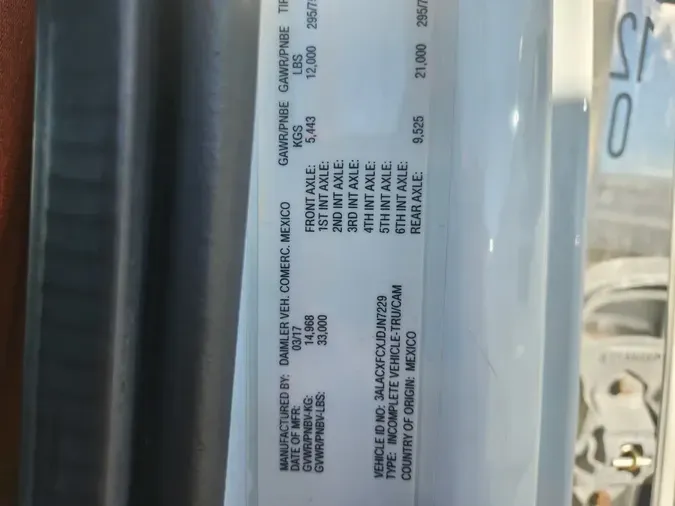 MANUFACTURED BY: DAIMLER VEH. COMERC. MEXICO
DATE OF MFR: 03/17
GVWR/PNBV-KG: 14,968
GVWR/PNBV-LBS: 33,000
GAWR/PNBE GAWR/PNBE
KGS LBS
FRONT AXLE: 5,443 12,000
1ST INT AXLE:
2ND INT AXLE:
3RD INT AXLE:
4TH INT AXLE:
5TH INT AXLE:
6TH INT AXLE:
REAR AXLE: 9,525 21,000
VEHICLE ID NO: 3ALACXFCXJDJN7229
TYPE: INCOMPLETE VEHICLE-TRU/CAM
COUNTRY OF ORIGIN: MEXICO